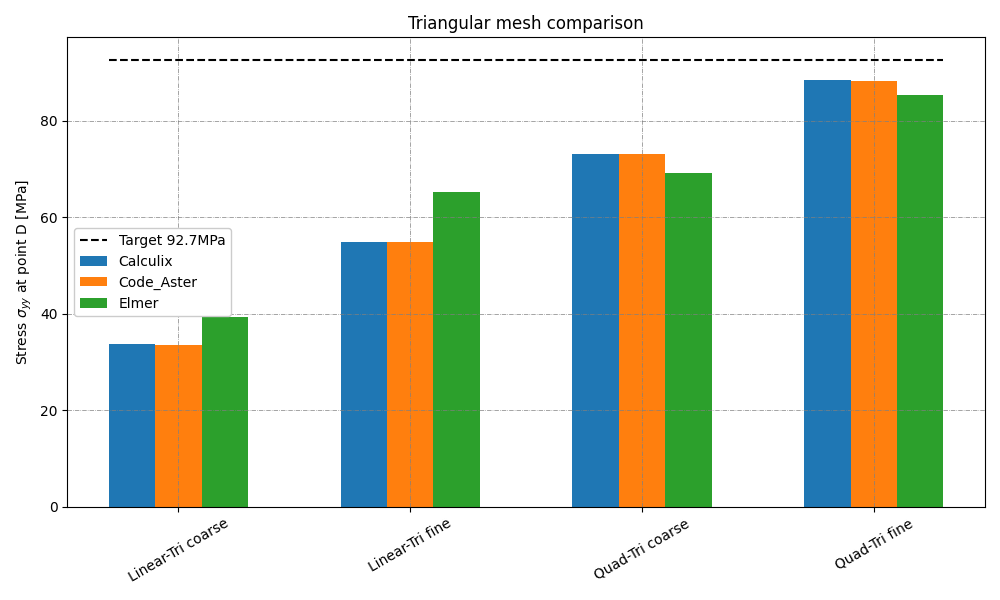 Triangular mesh comparison
Stress σyy at point D [MPa]
80
60
40
20
0
Target 92.7MPa
Calculix
Code_Aster
Elmer
Linear-Tri coarse
Linear-Tri fine
Quad-Tri coarse
Quad-Tri fine